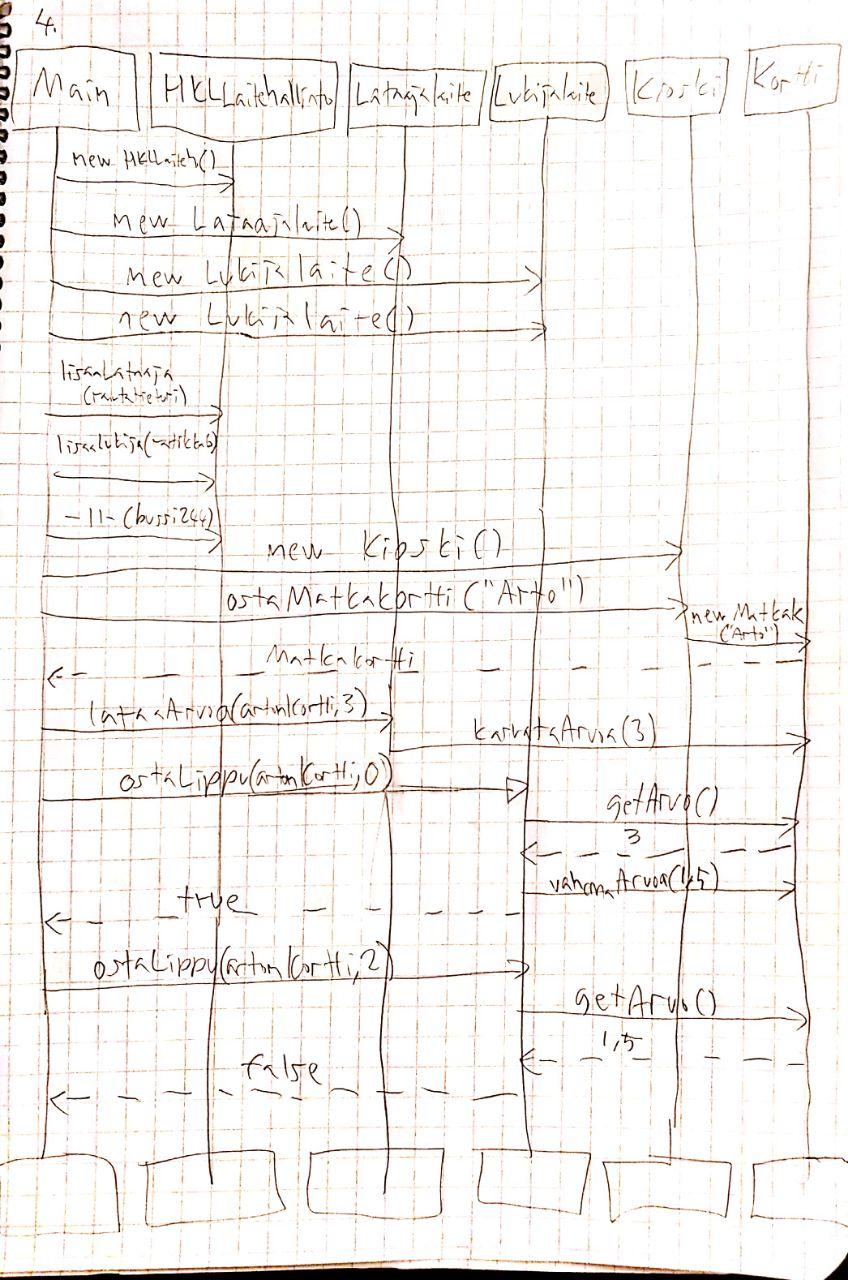 4.
Main
HKLLaitehallinto
Lataajalaite
Lukijalaite
Kioski
Kortti
new HKLLaiteh()
new Lataajalaite()
new Lukijalaite()
new Lukijalaite()
lisaaLataaja
(rautatietori)
lisaaLukija(ratikka6)
-11- (bussi244)
new Kioski()
ostaMatkakortti("Arto")
new Matkak
("Arto")
Matkakortti
lataaArvoa(artonKortti,3)
kasvataArvoa(3)
ostaLippu(artonKortti,0)
getArvo()
3
vahennaArvoa(1,5)
true
ostaLippu(artonKortti,2)
getArvo()
1,5
false